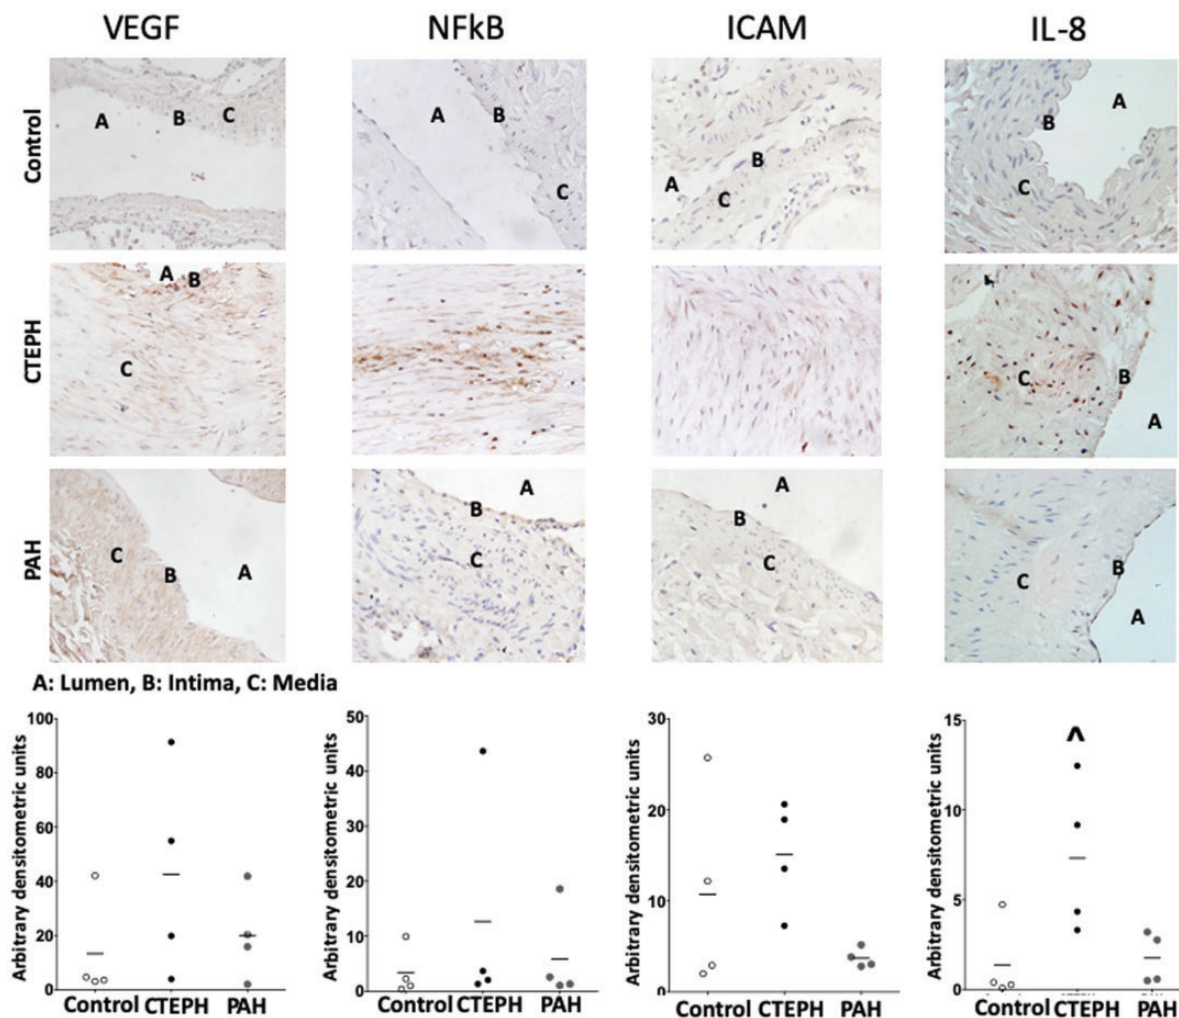 VEGF NFkB ICAM IL-8
Control
A B C
A B C
A B C
A B C
CTEPH
A B C
C B A
PAH
C B A
A B C
A B C
C B A
A: Lumen, B: Intima, C: Media
Arbitrary densitometric units
100
80
60
40
20
0
Control CTEPH PAH
Arbitrary densitometric units
50
40
30
20
10
0
Control CTEPH PAH
Arbitrary densitometric units
30
20
10
0
Control CTEPH PAH
Arbitrary densitometric units
15
10
5
0
^
Control CTEPH PAH